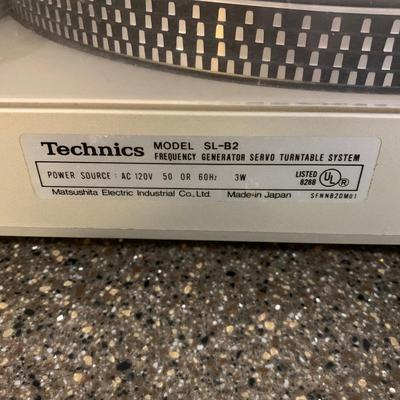 Technics MODEL SL-B2
FREQUENCY GENERATOR SERVO TURNTABLE SYSTEM
POWER SOURCE: AC 120V 50 OR 60Hz 3W LISTED 828B UL ®
Matsushita Electric Industrial Co., Ltd. Made in Japan SFNNB20M01